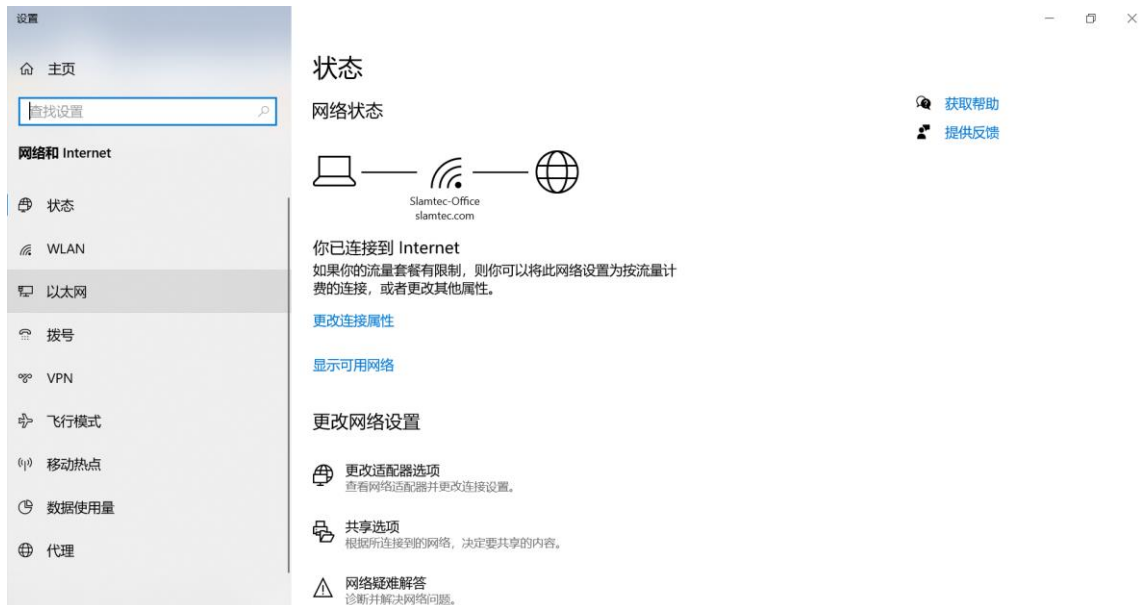 设置
主页
查找设置
网络和 Internet
状态
WLAN
以太网
拨号
VPN
飞行模式
移动热点
数据使用量
代理
状态
网络状态
Slamtec-Office
slamtec.com
你已连接到 Internet
如果你的流量套餐有限制，则你可以将此网络设置为按流量计
费的连接，或者更改其他属性。
更改连接属性
显示可用网络
更改网络设置
更改适配器选项
查看网络适配器并更改连接设置。
共享选项
根据所连接到的网络，决定要共享的内容。
网络疑难解答
诊断并解决网络问题。
获取帮助
提供反馈